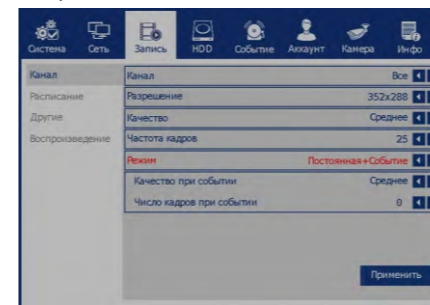 Система Сеть Запись HDD Событие Аккаунт Камера Инфо
Канал
Расписание
Другие
Воспроизведение
Канал Все
Разрешение 352x288
Качество Среднее
Частота кадров 25
Режим Постоянная+Событие
Качество при событии Среднее
Число кадров при событии 0
Применить